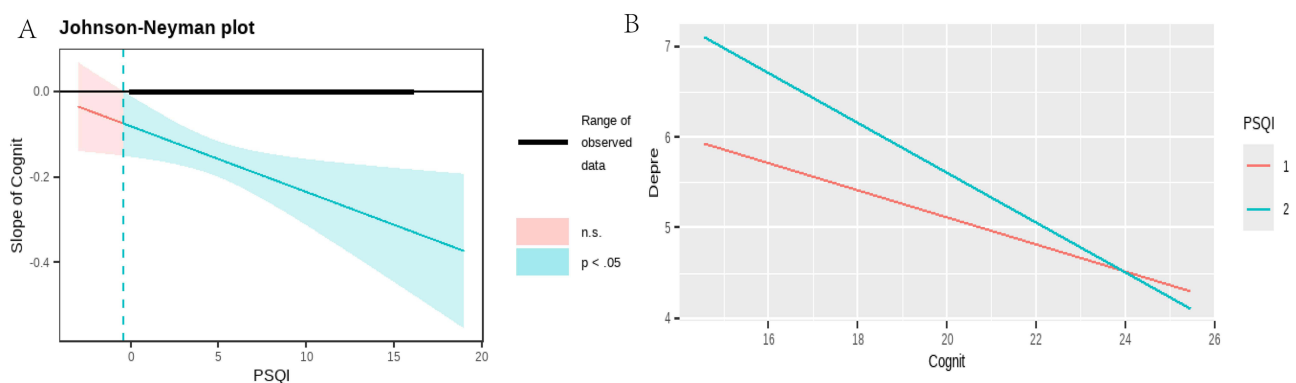 A
Johnson-Neyman plot
0.0
-0.2
-0.4
Slope of Cognit
0
5
10
15
20
PSQI
Range of
observed
data
n.s.
p < .05
B
7
6
5
4
Depre
16
18
20
22
24
26
Cognit
PSQI
1
2